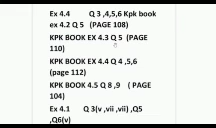 Ex 4.4 Q 3 ,4,5,6 Kpk book
ex 4.2 Q 5 (PAGE 108)
KPK BOOK EX 4.3 Q 5 (PAGE
110)
KPK BOOK EX 4.4 Q 4 ,5,6
(page 112)
KPK BOOK 4.5 Q 8 ,9 ( PAGE
104)
Ex 4.1 Q 3(v ,vii ,vii) ,Q5
,Q6(v)